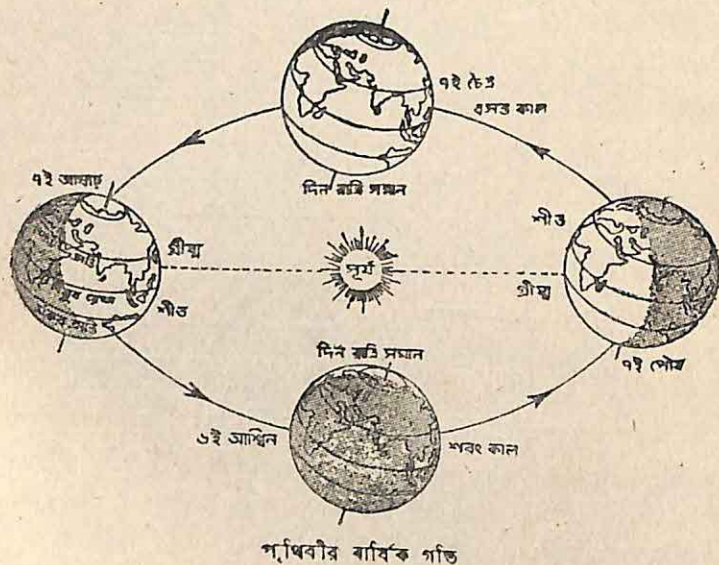 ৭ই চৈত্র
বসন্ত কাল
দিন রাত্রি সমান
৭ই আষাঢ়
গ্রীষ্ম
শীত
সূর্য
শীত
গ্রীষ্ম
৭ই পৌষ
দিন রাত্রি সমান
৬ই আশ্বিন
শরৎ কাল
পৃথিবীর বার্ষিক গতি